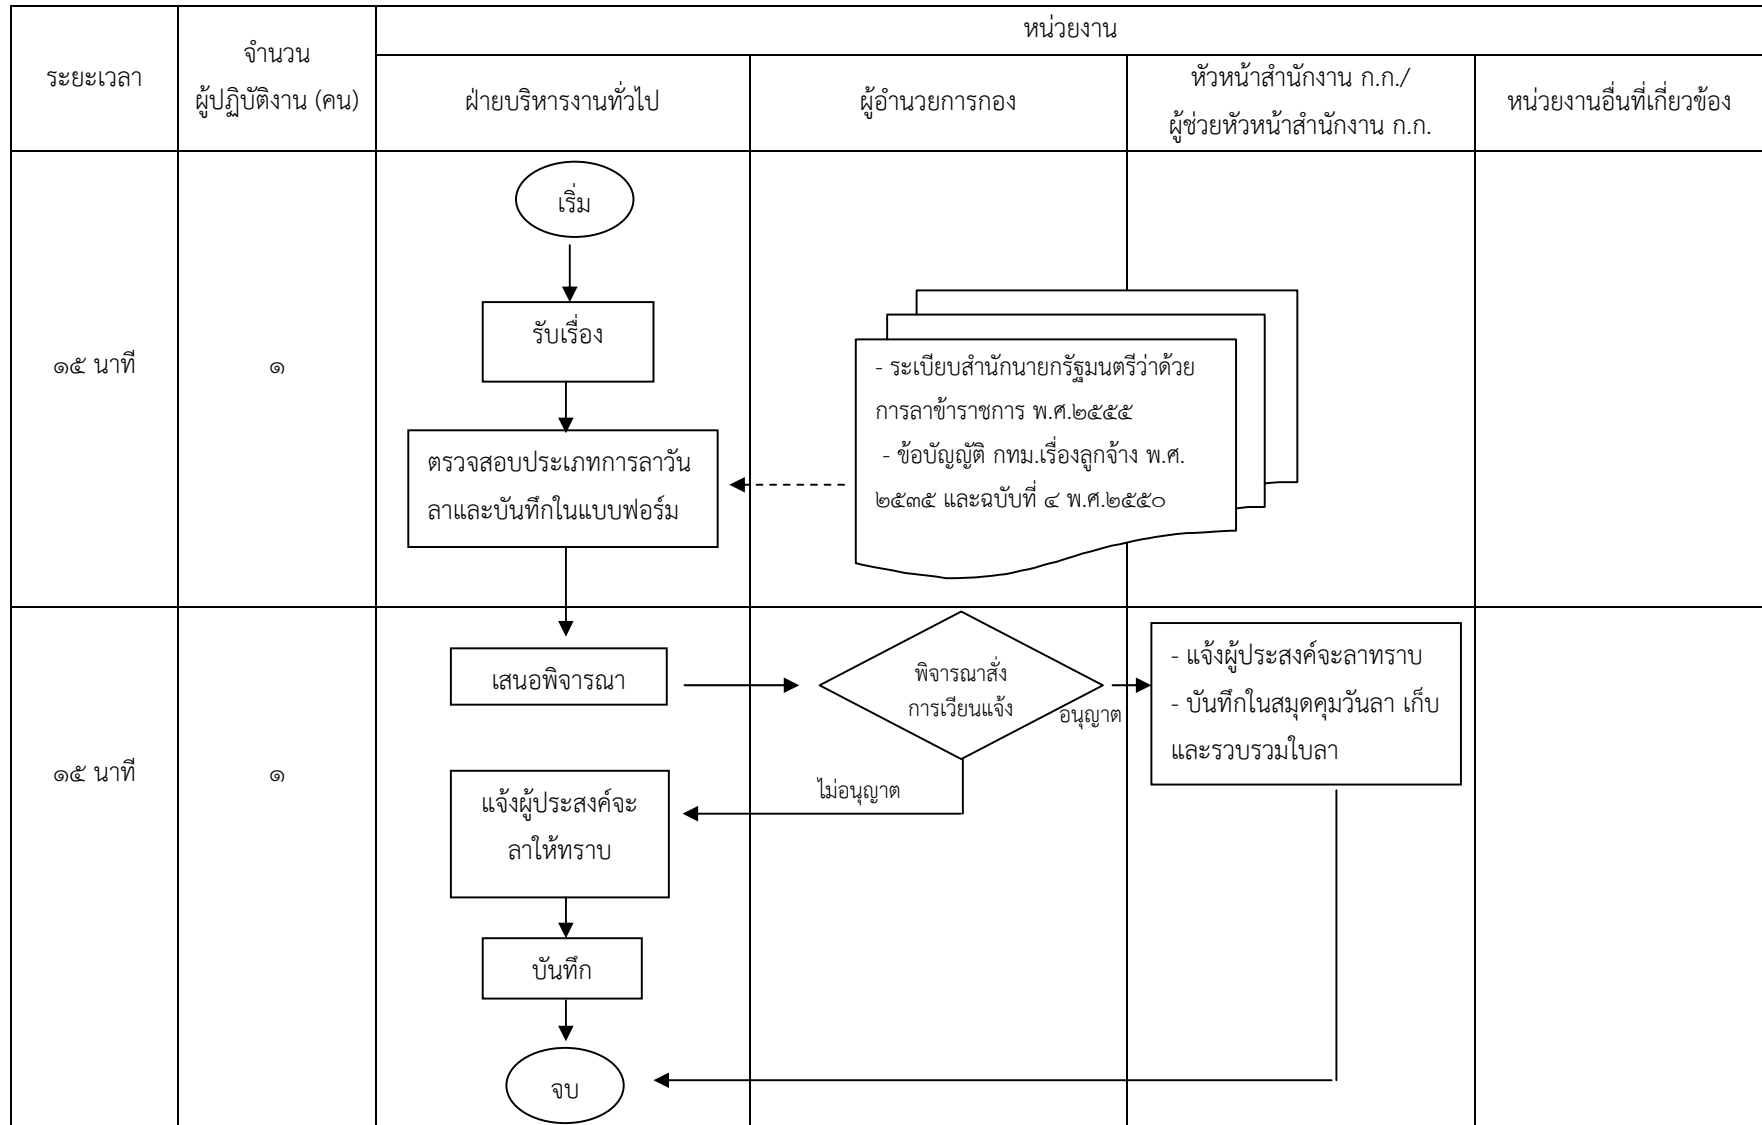 หน่วยงาน
ระยะเวลา
จำนวน
ผู้ปฏิบัติงาน (คน)
ฝ่ายบริหารงานทั่วไป
ผู้อำนวยการกอง
หัวหน้าสำนักงาน ก.ก./
ผู้ช่วยหัวหน้าสำนักงาน ก.ก.
หน่วยงานอื่นที่เกี่ยวข้อง
๑๕ นาที
๑
เริ่ม
รับเรื่อง
ตรวจสอบประเภทการลาวัน
ลาและบันทึกในแบบฟอร์ม
- ระเบียบสำนักนายกรัฐมนตรีว่าด้วย
การลาข้าราชการ พ.ศ.๒๕๕๕
- ข้อบัญญัติ กทม.เรื่องลูกจ้าง พ.ศ.
๒๕๓๕ และฉบับที่ ๔ พ.ศ.๒๕๕๐
๑๕ นาที
๑
เสนอพิจารณา
พิจารณาสั่ง
การเวียนแจ้ง
อนุญาต
- แจ้งผู้ประสงค์จะลาทราบ
- บันทึกในสมุดคุมวันลา เก็บ
และรวบรวมใบลา
ไม่อนุญาต
แจ้งผู้ประสงค์จะ
ลาให้ทราบ
บันทึก
จบ